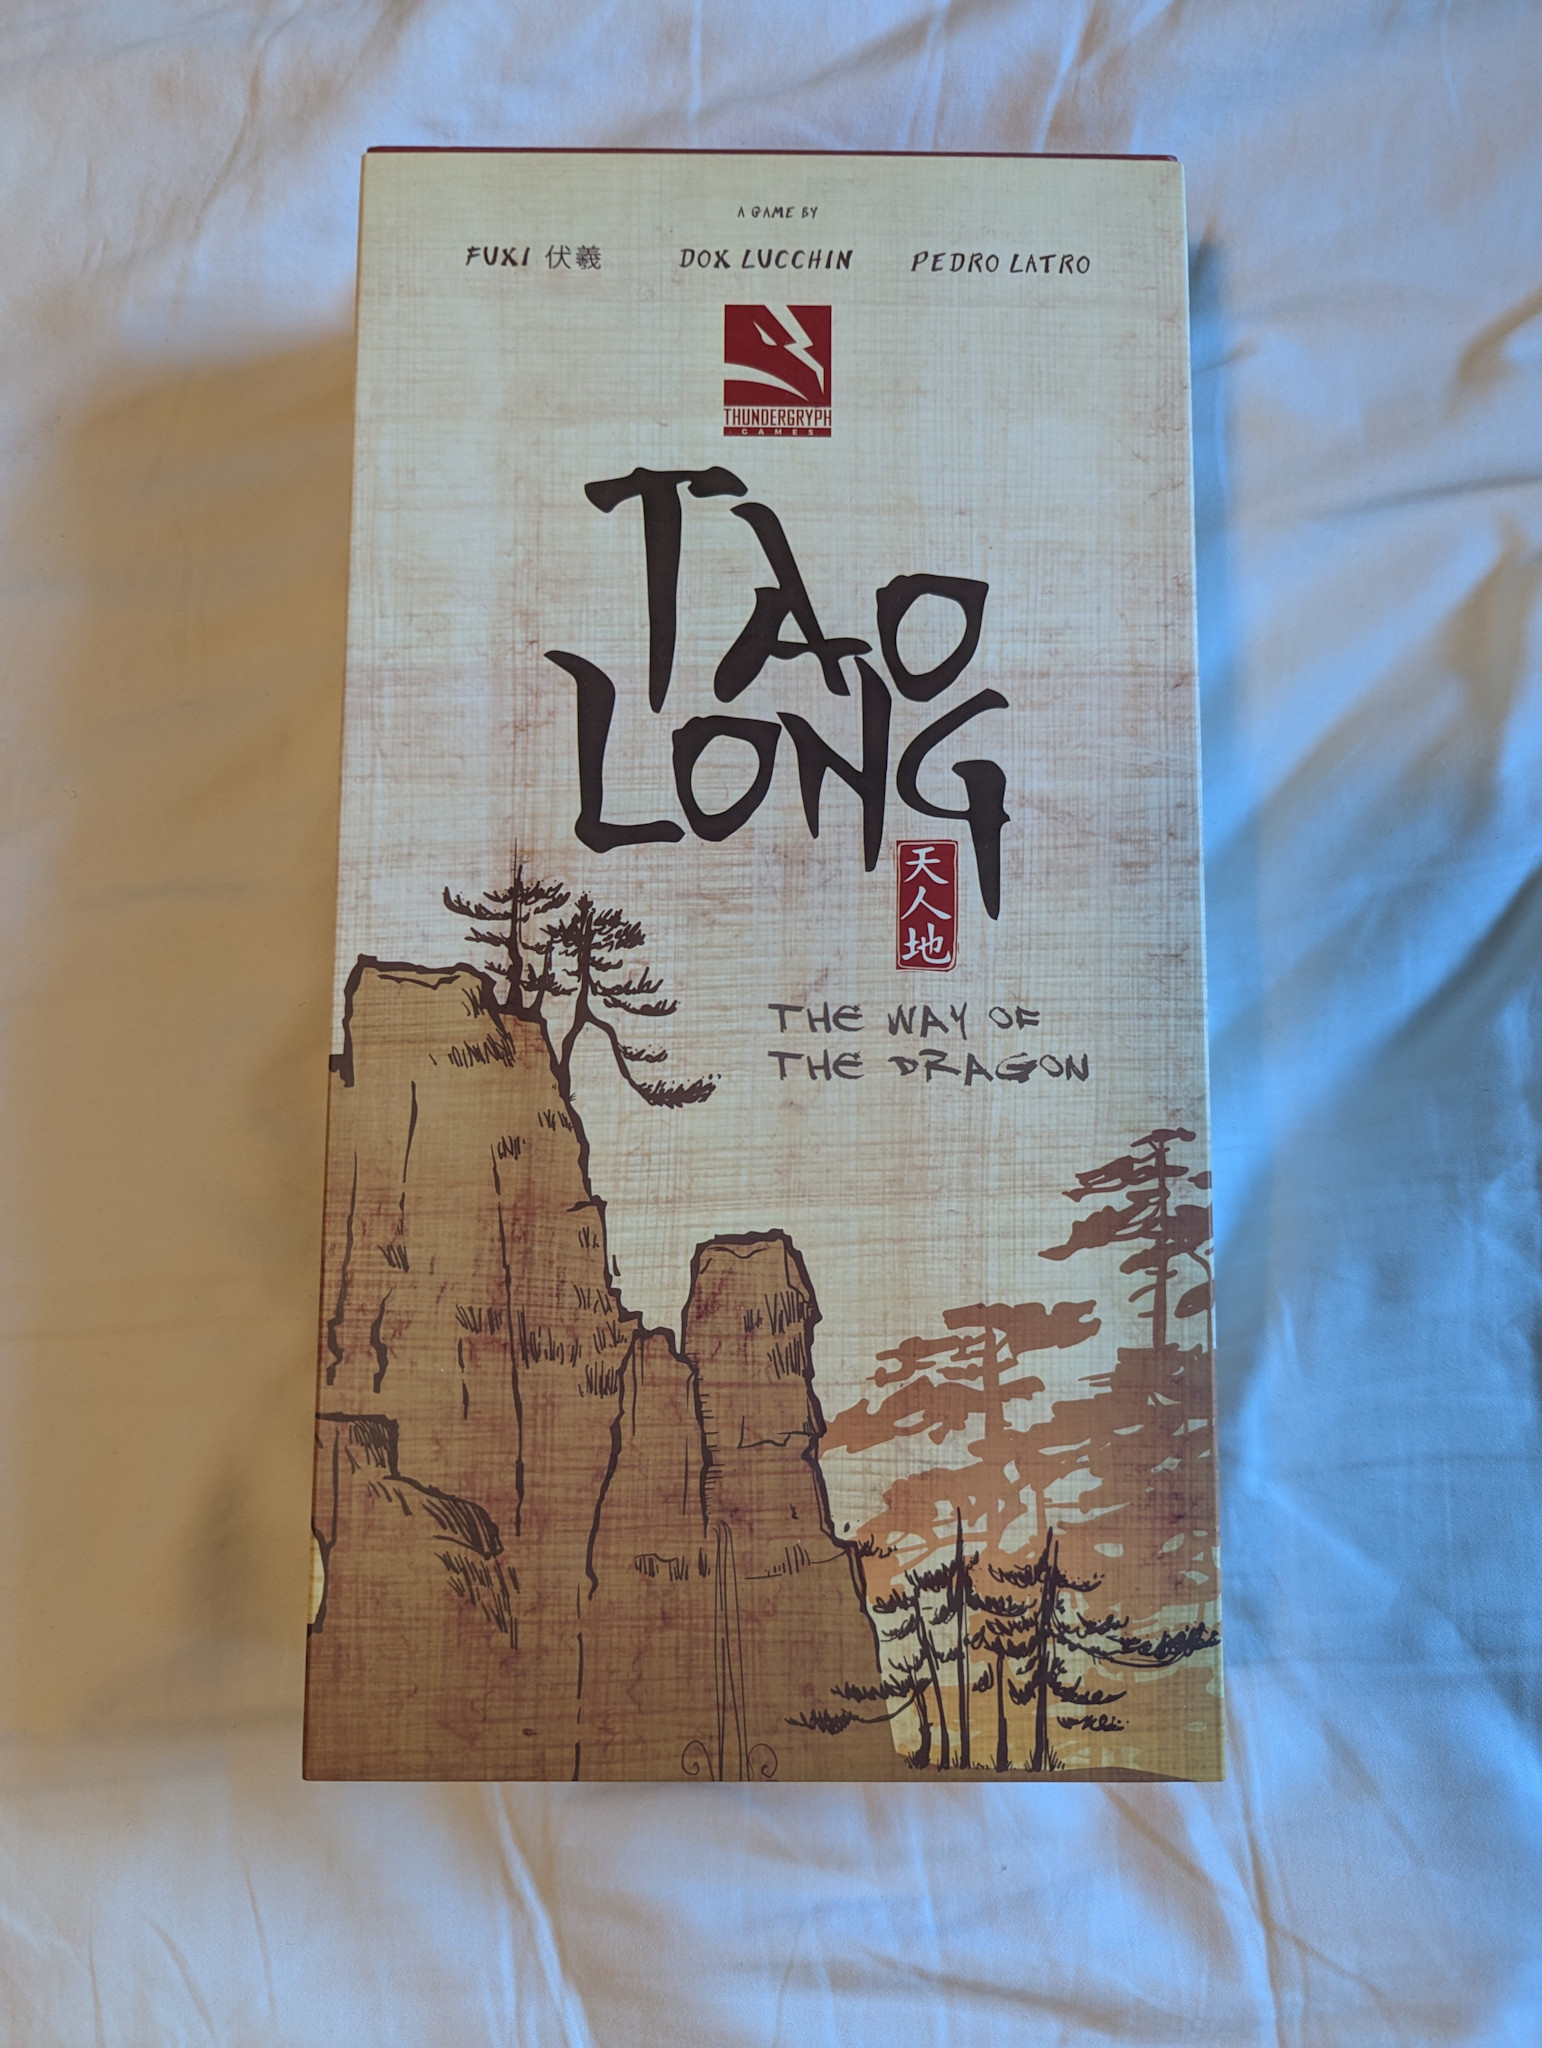 A GAME BY
FUXI 伏羲 DOX LUCCHIN PEDRO LATRO
THUNDERGRYPH
GAMES
TAO
LONG
天
人
地
THE WAY OF
THE DRAGON